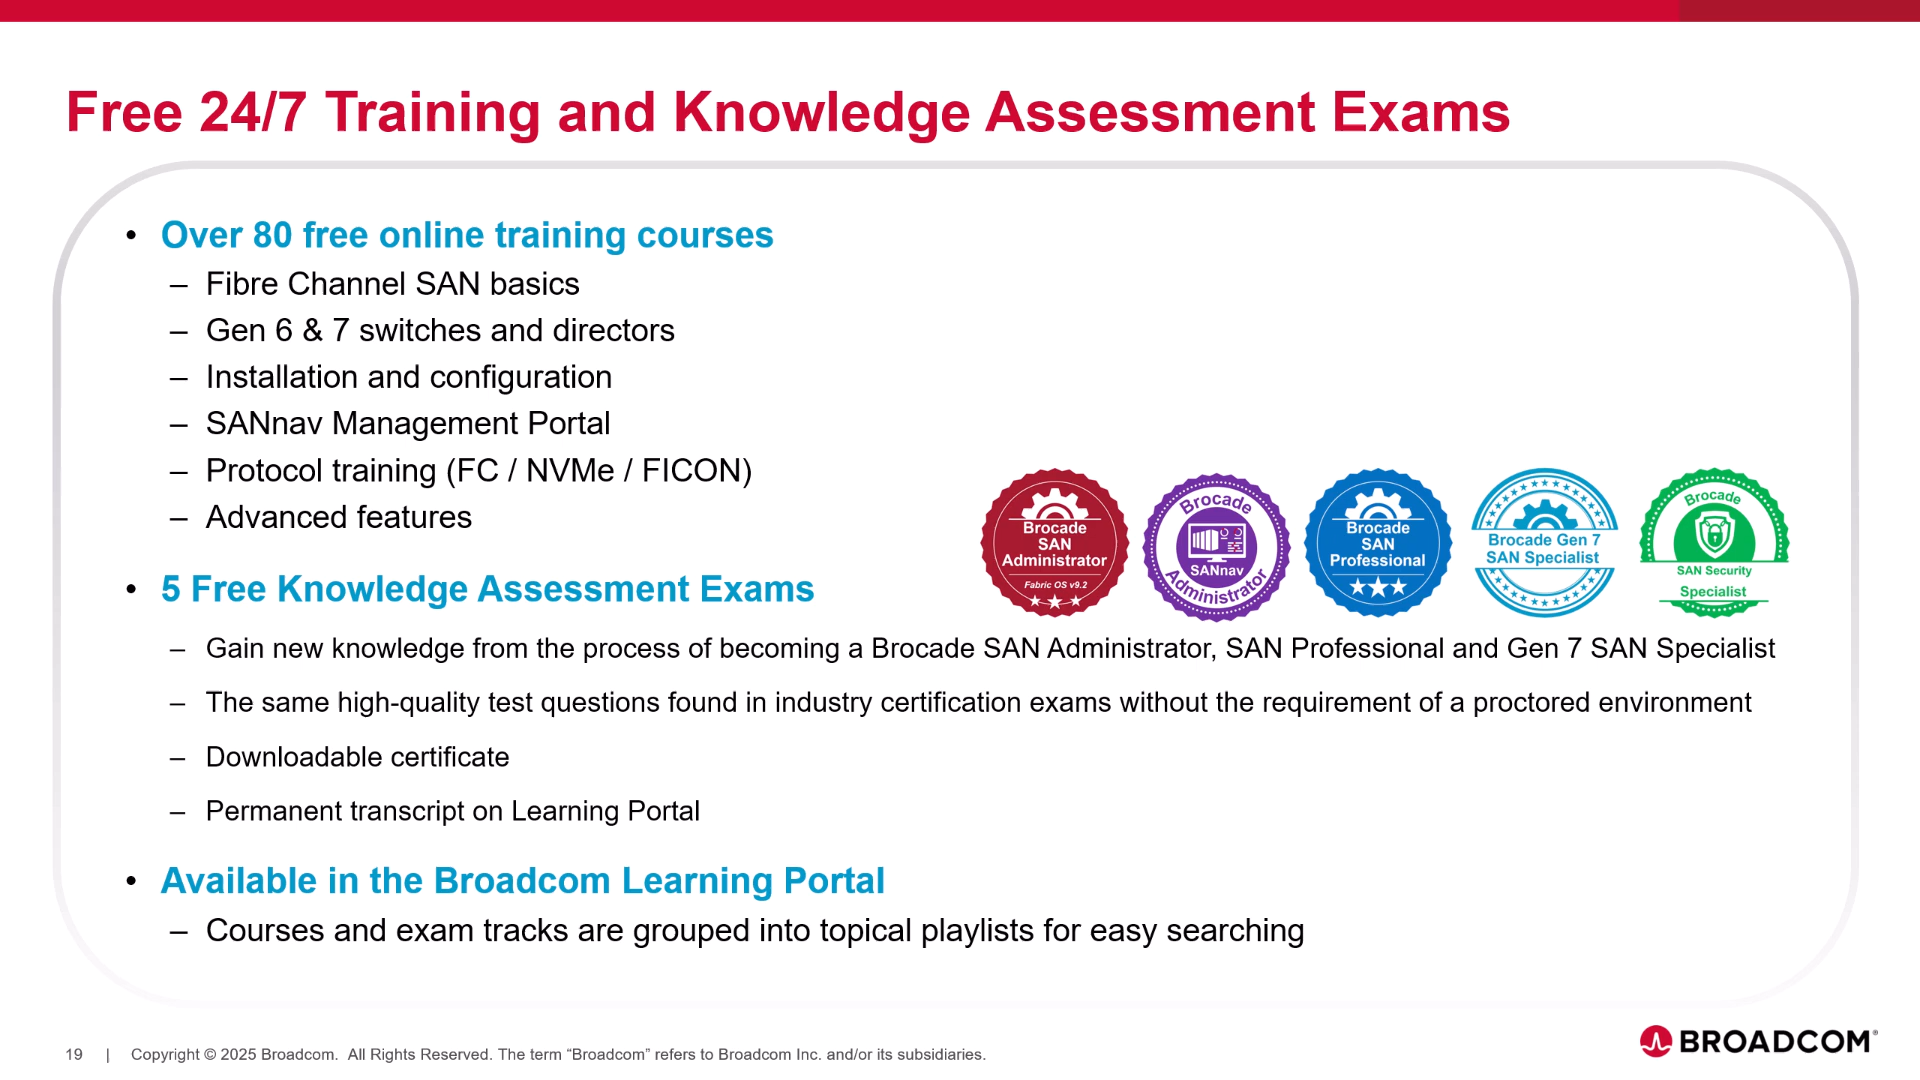 Free 24/7 Training and Knowledge Assessment Exams
• Over 80 free online training courses
– Fibre Channel SAN basics
– Gen 6 & 7 switches and directors
– Installation and configuration
– SANnav Management Portal
– Protocol training (FC / NVMe / FICON)
– Advanced features
Brocade
SAN
Administrator
Fabric OS v9.2
Brocade
SANnav
Administrator
Brocade
SAN
Professional
Brocade Gen 7
SAN Specialist
Brocade
SAN Security
Specialist
• 5 Free Knowledge Assessment Exams
– Gain new knowledge from the process of becoming a Brocade SAN Administrator, SAN Professional and Gen 7 SAN Specialist
– The same high-quality test questions found in industry certification exams without the requirement of a proctored environment
– Downloadable certificate
– Permanent transcript on Learning Portal
• Available in the Broadcom Learning Portal
– Courses and exam tracks are grouped into topical playlists for easy searching
19 | Copyright © 2025 Broadcom. All Rights Reserved. The term “Broadcom” refers to Broadcom Inc. and/or its subsidiaries.
BROADCOM®